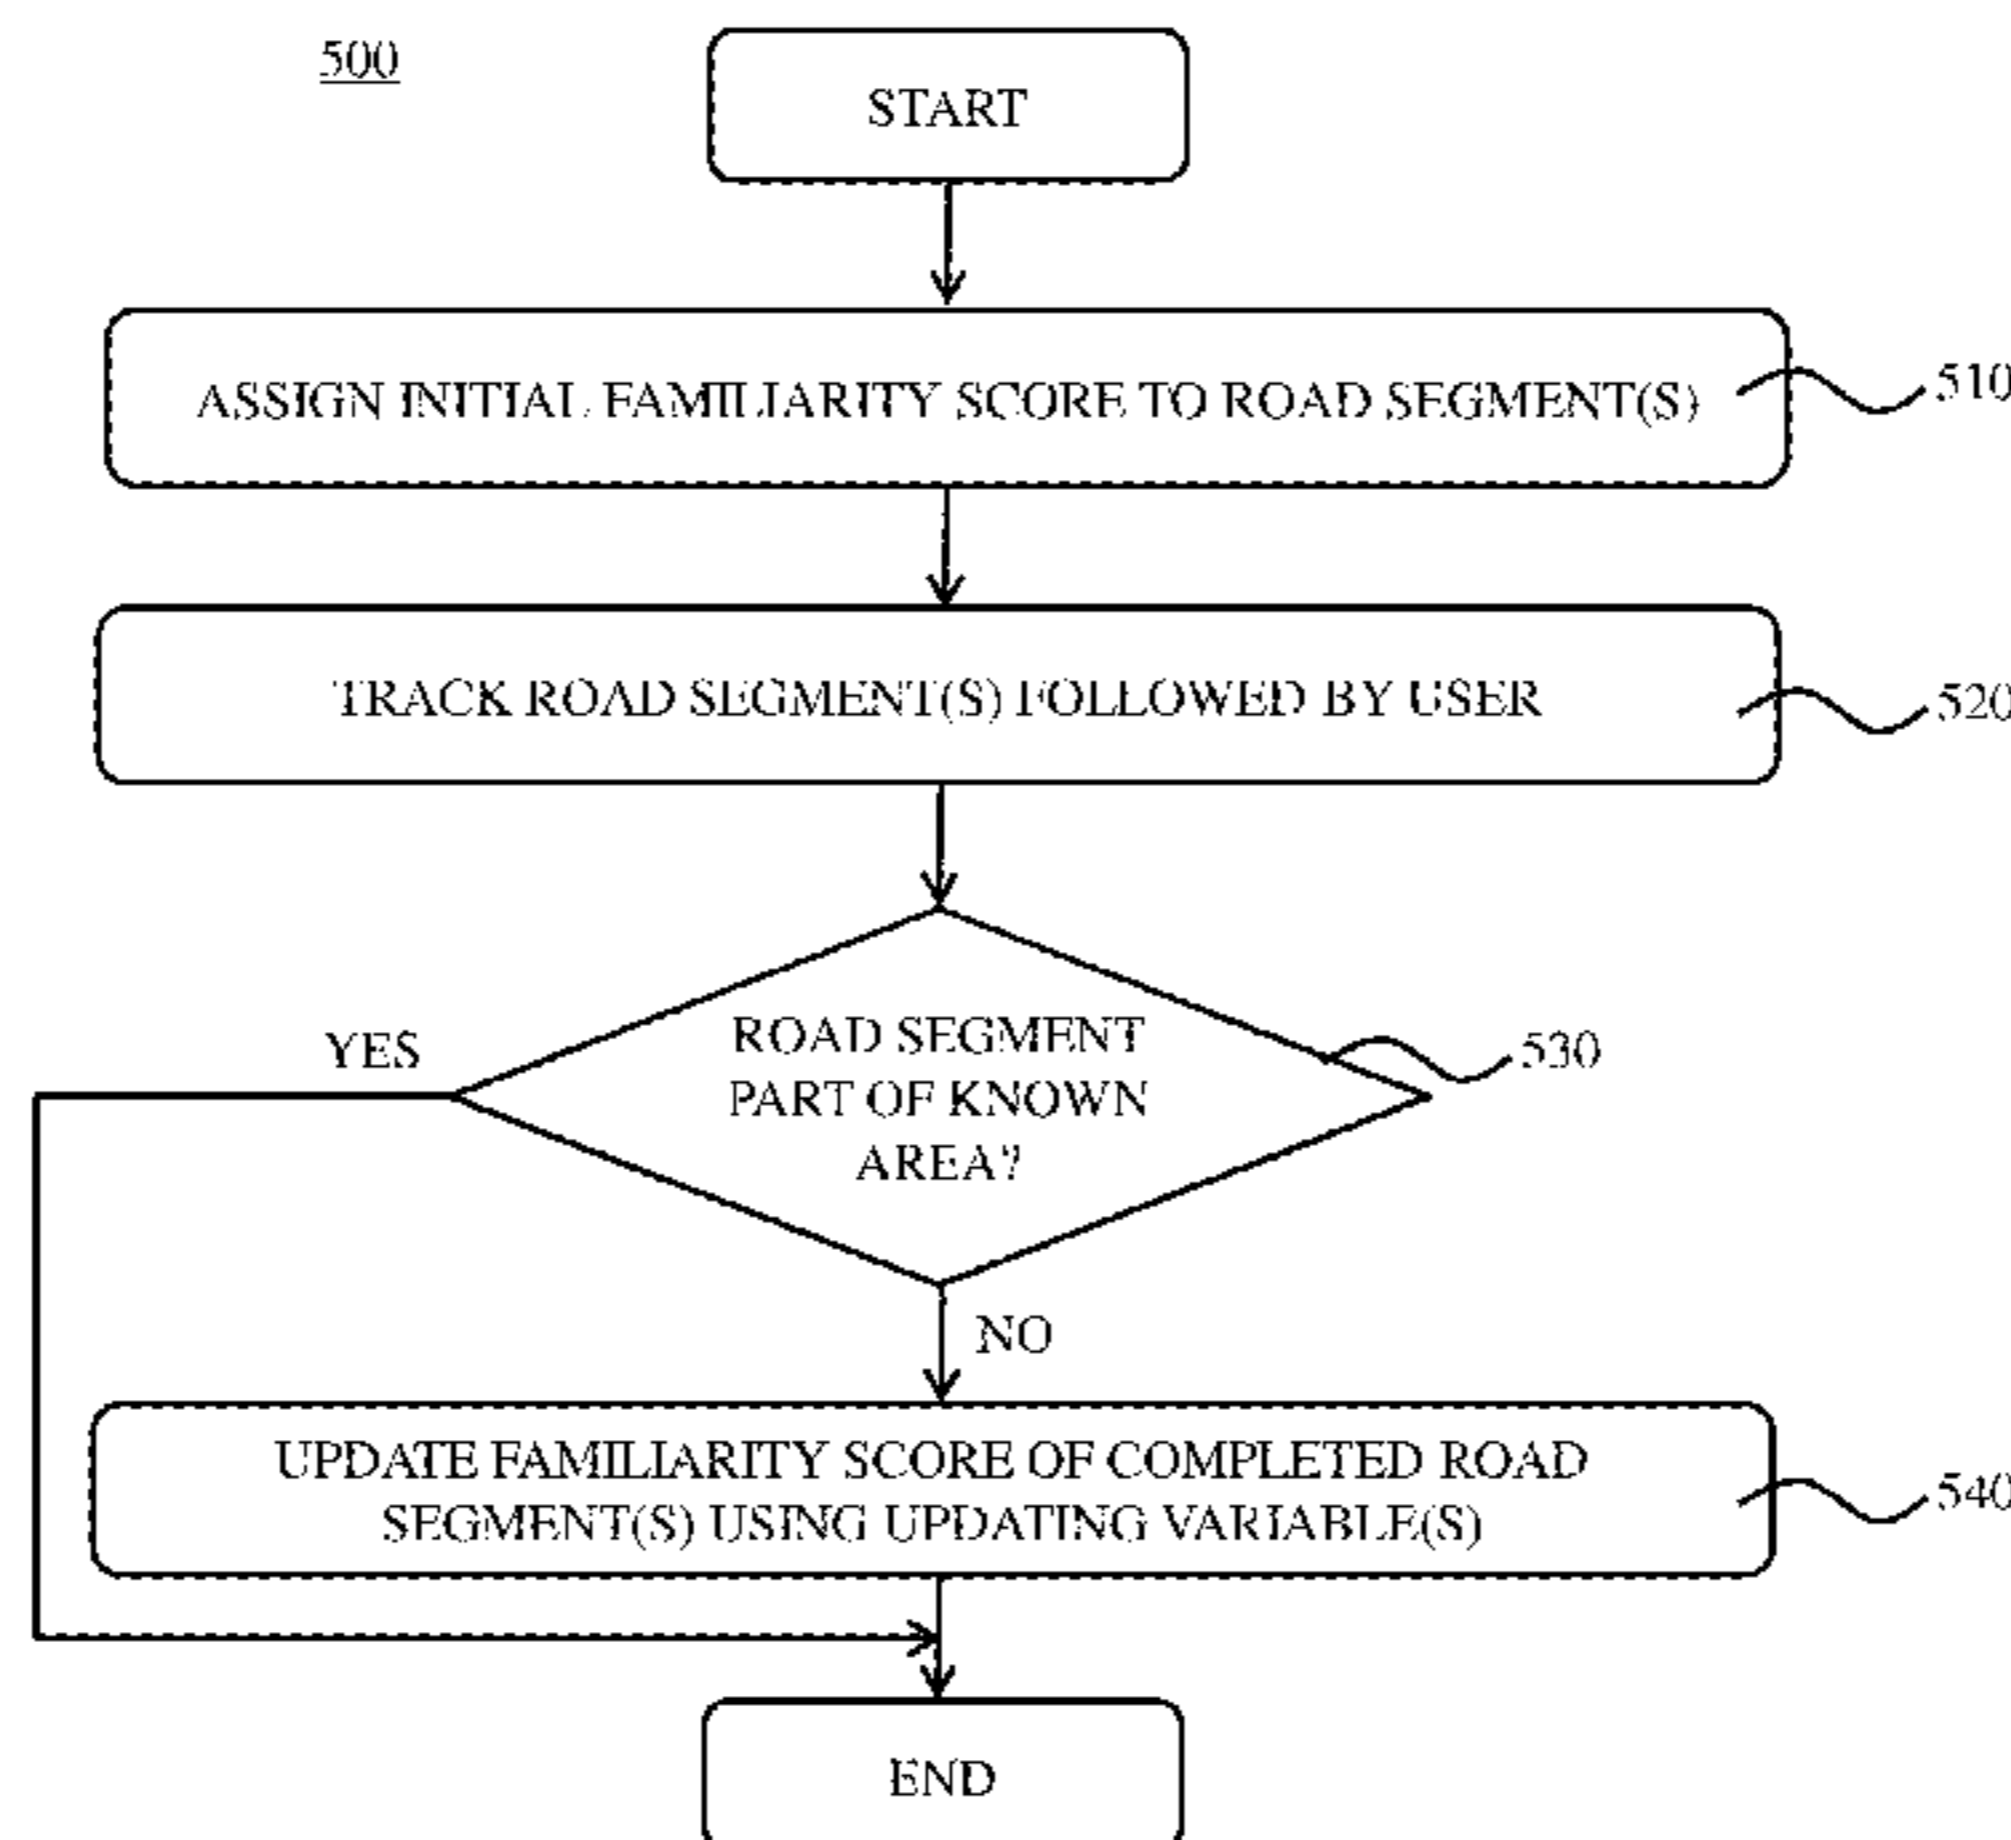 500
START
ASSIGN INITIAL FAMILIARITY SCORE TO ROAD SEGMENT(S)
510
TRACK ROAD SEGMENT(S) FOLLOWED BY USER
520
YES
ROAD SEGMENT
PART OF KNOWN
AREA?
530
NO
UPDATE FAMILIARITY SCORE OF COMPLETED ROAD
SEGMENT(S) USING UPDATING VARIABLE(S)
540
END